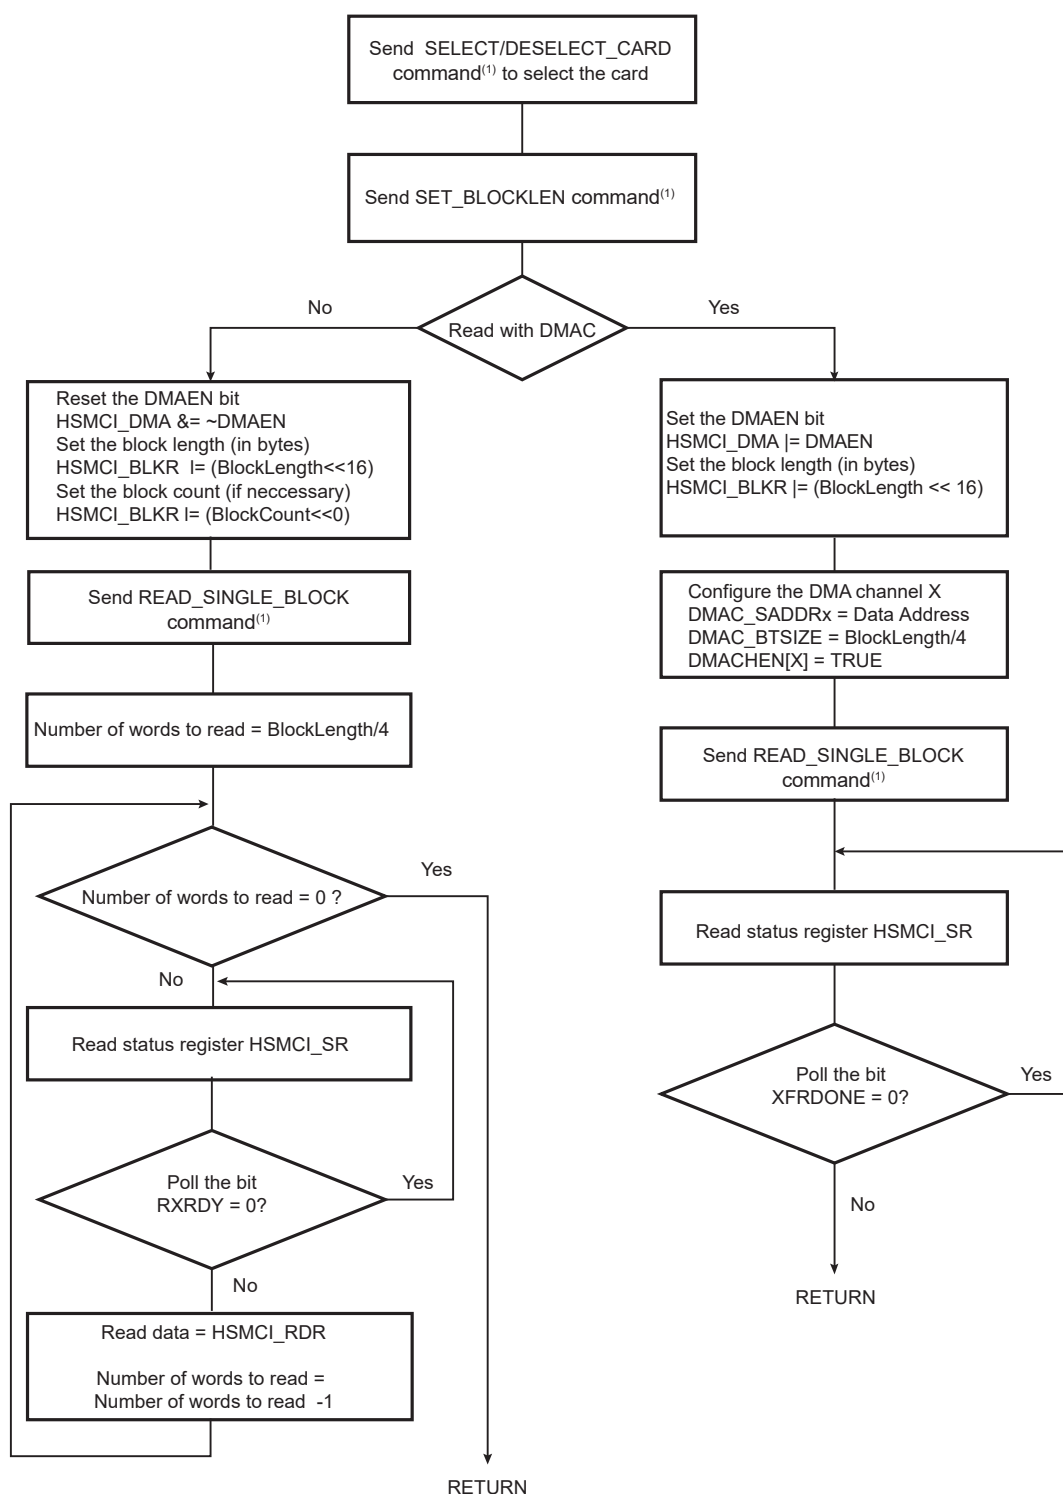 Send SELECT/DESELECT_CARD
command(1) to select the card
Send SET_BLOCKLEN command(1)
No
Yes
Read with DMAC
Reset the DMAEN bit
HSMCI_DMA &= ~DMAEN
Set the block length (in bytes)
HSMCI_BLKR l= (BlockLength<<16)
Set the block count (if neccessary)
HSMCI_BLKR l= (BlockCount<<0)
Send READ_SINGLE_BLOCK
command(1)
Number of words to read = BlockLength/4
Number of words to read = 0 ?
Yes
No
Read status register HSMCI_SR
Poll the bit
RXRDY = 0?
Yes
No
Read data = HSMCI_RDR
Number of words to read =
Number of words to read -1
RETURN
Set the DMAEN bit
HSMCI_DMA |= DMAEN
Set the block length (in bytes)
HSMCI_BLKR |= (BlockLength << 16)
Configure the DMA channel X
DMAC_SADDRx = Data Address
DMAC_BTSIZE = BlockLength/4
DMACHEN[X] = TRUE
Send READ_SINGLE_BLOCK
command(1)
Read status register HSMCI_SR
Poll the bit
XFRDONE = 0?
Yes
No
RETURN